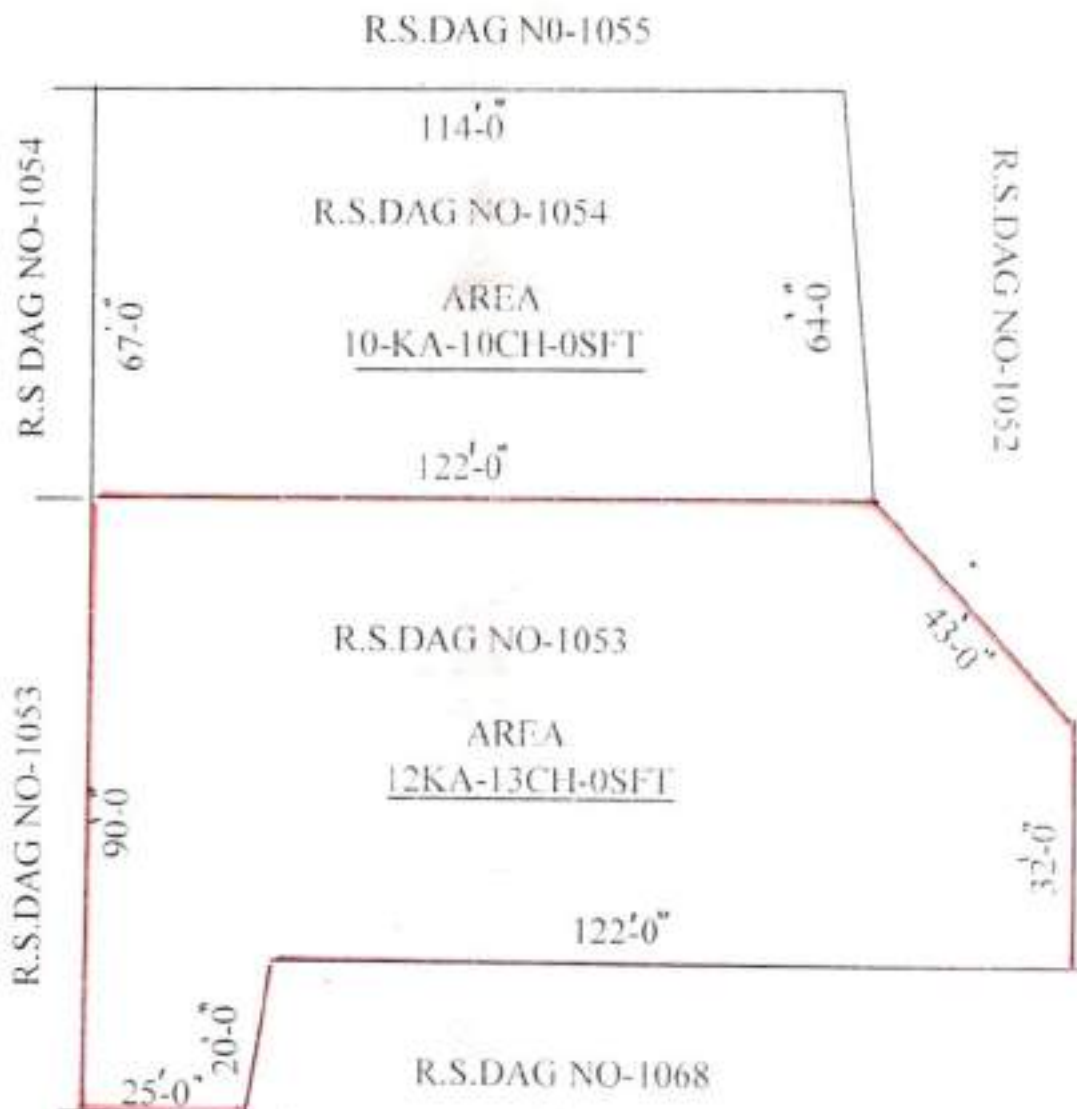 R.S.DAG N0-1055
114'-0"
R.S.DAG NO-1054
AREA
10-KA-10CH-0SFT
R.S DAG NO-1054
67'-0"
64'-0"
R.S.DAG NO-1052
122'-0"
43'-0"
R.S.DAG NO-1053
AREA
12KA-13CH-0SFT
R.S.DAG NO-1053
90'-0"
32'-0"
122'-0"
20'-0"
25'-0"
R.S.DAG NO-1068